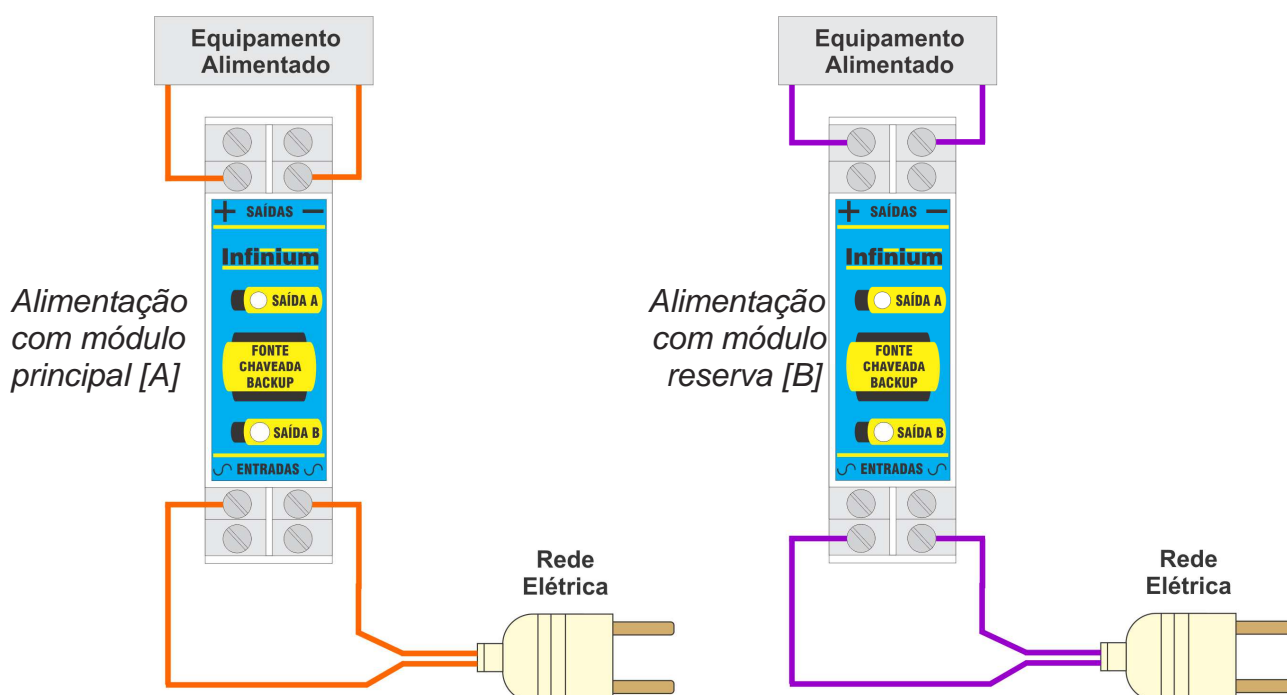 Equipamento
Alimentado
+ SAÍDAS −
Infinium
SAÍDA A
Alimentação
com módulo
principal [A]
FONTE
CHAVEADA
BACKUP
SAÍDA B
ENTRADAS
Rede
Elétrica
Equipamento
Alimentado
+ SAÍDAS −
Infinium
SAÍDA A
Alimentação
com módulo
reserva [B]
FONTE
CHAVEADA
BACKUP
SAÍDA B
ENTRADAS
Rede
Elétrica